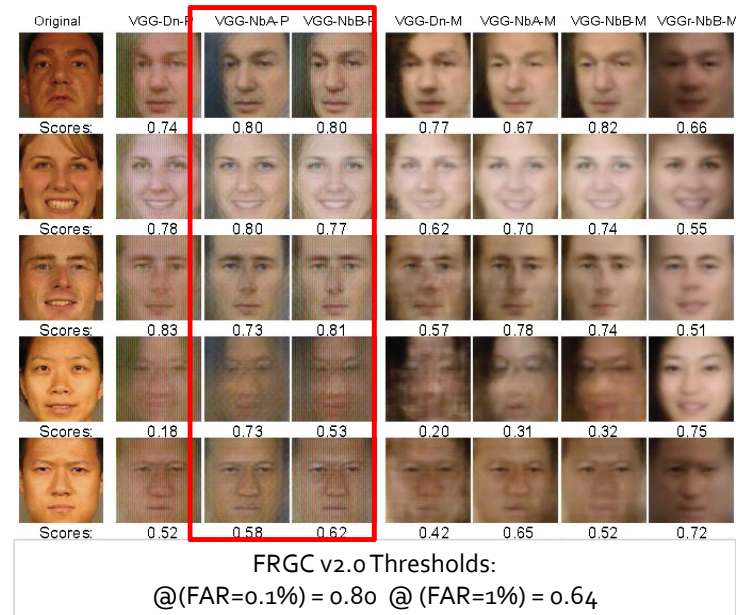 Original VGG-Dn-P VGG-NbA-P VGG-NbB-P VGG-Dn-M VGG-NbA-M VGG-NbB-M VGGr-NbB-M
Scores: 0.74 0.80 0.80 0.77 0.67 0.82 0.66
Scores: 0.78 0.80 0.77 0.62 0.70 0.74 0.55
Scores: 0.83 0.73 0.81 0.57 0.78 0.74 0.51
Scores: 0.18 0.73 0.53 0.20 0.31 0.32 0.75
Scores: 0.52 0.58 0.62 0.42 0.65 0.52 0.72
FRGC v2.0 Thresholds:
@(FAR=0.1%) = 0.80 @ (FAR=1%) = 0.64